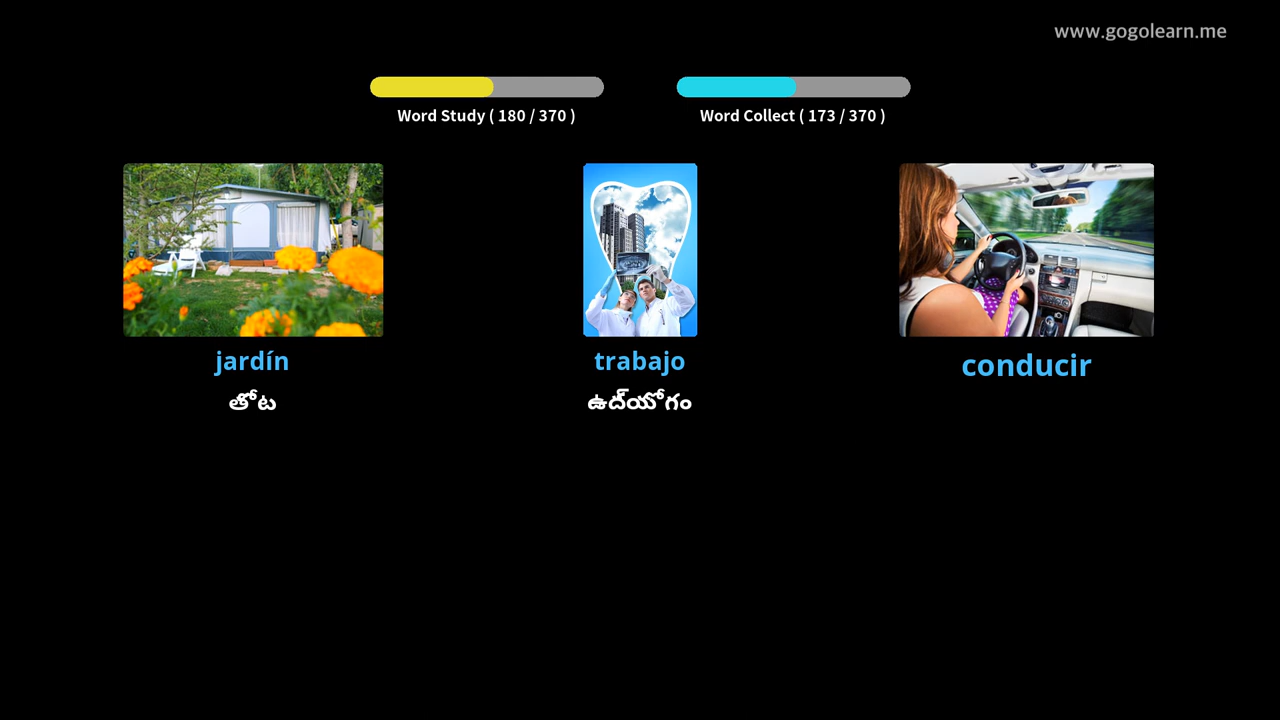 www.gogolearn.me
Word Study ( 180 / 370 )
Word Collect ( 173 / 370 )
jardín
trabajo
conducir
తోట
ఉద్యోగం